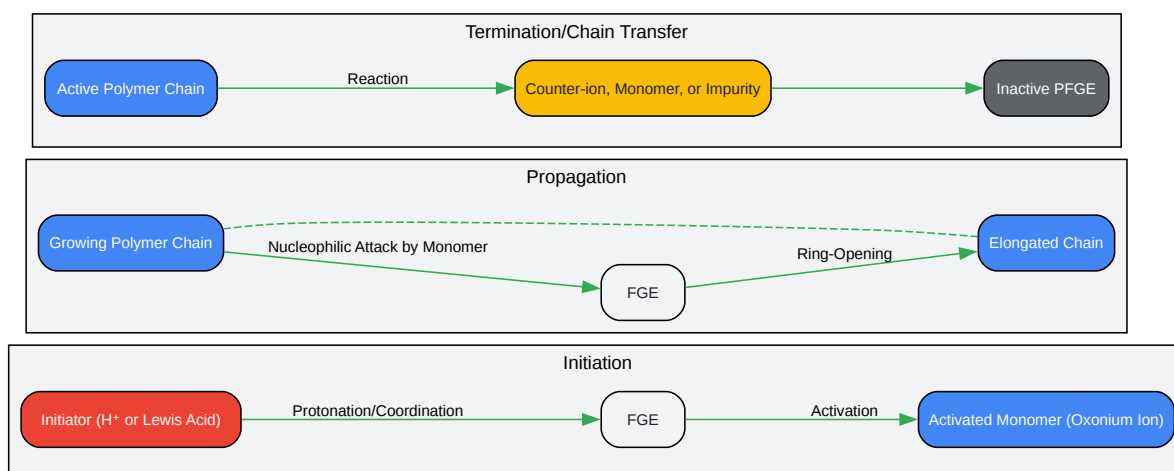 Termination/Chain Transfer
Active Polymer Chain
Reaction
Counter-ion, Monomer, or Impurity
Inactive PFGE
Propagation
Growing Polymer Chain
Nucleophilic Attack by Monomer
FGE
Ring-Opening
Elongated Chain
Initiation
Initiator (H⁺ or Lewis Acid)
Protonation/Coordination
FGE
Activation
Activated Monomer (Oxonium Ion)